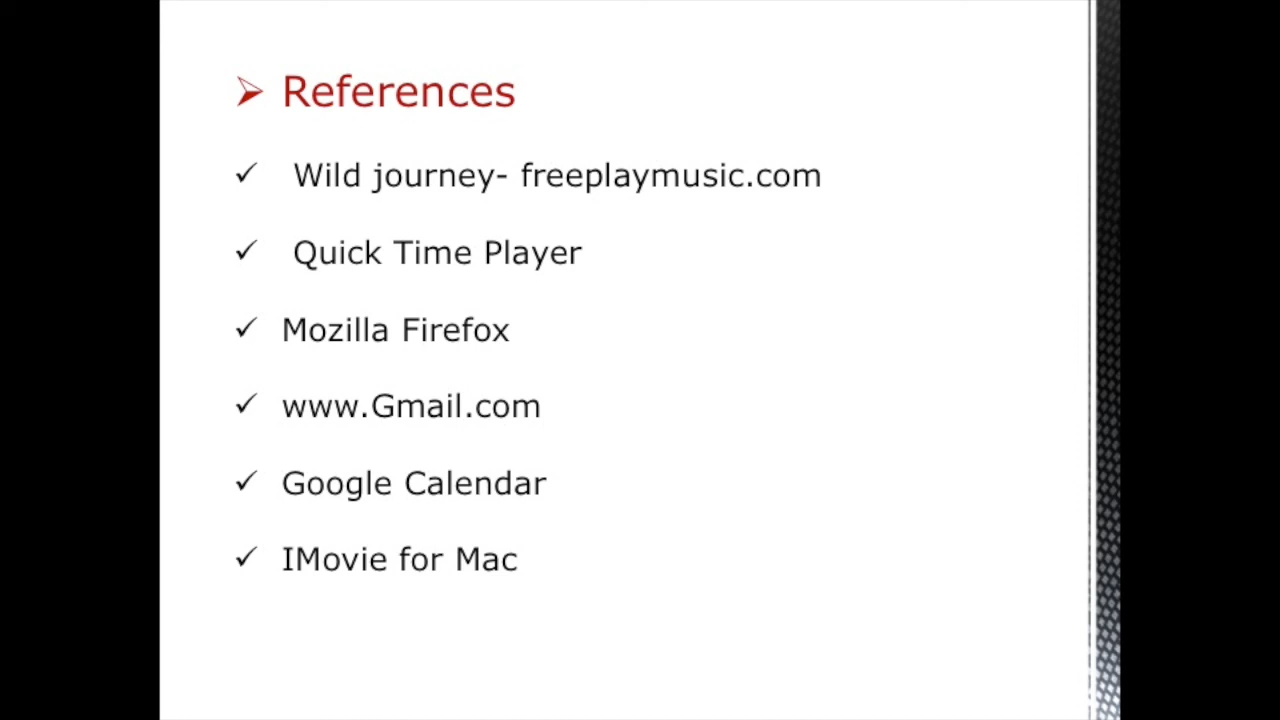 References
Wild journey- freeplaymusic.com
Quick Time Player
Mozilla Firefox
www.Gmail.com
Google Calendar
IMovie for Mac